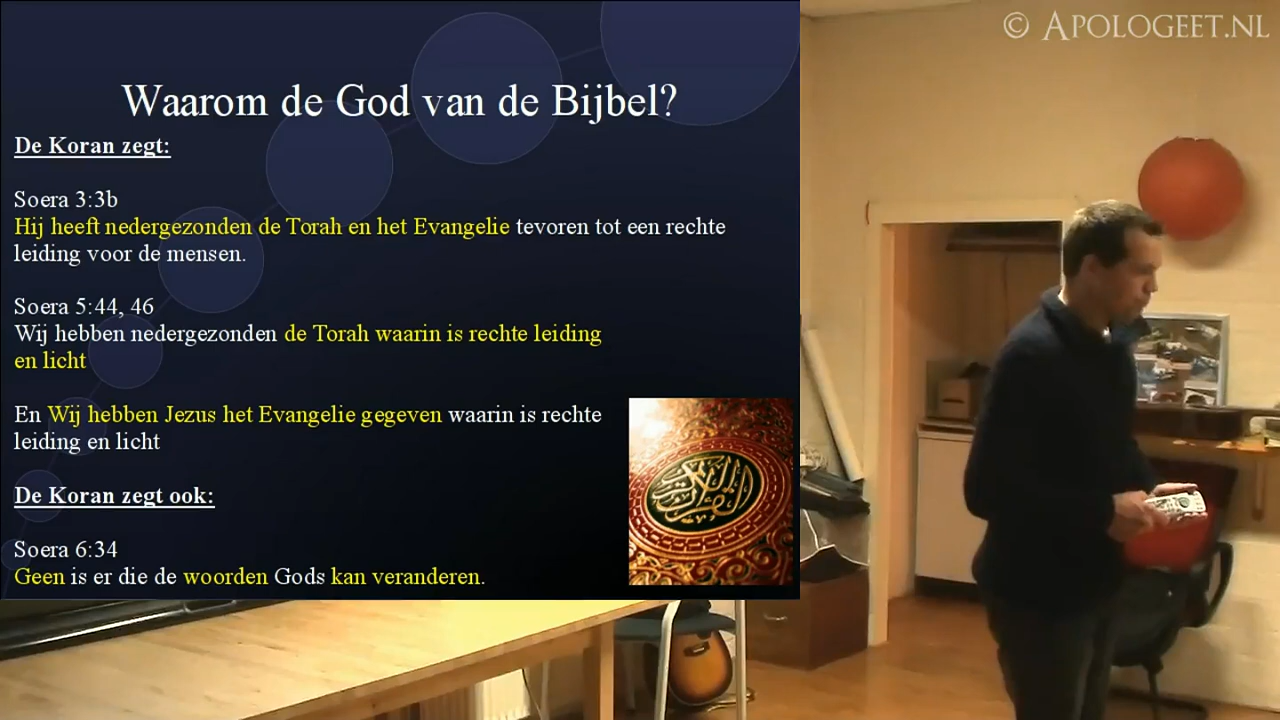 © APOLOGEET.NL
Waarom de God van de Bijbel?
De Koran zegt:
Soera 3:3b
Hij heeft nedergezonden de Torah en het Evangelie tevoren tot een rechte
leiding voor de mensen.
Soera 5:44, 46
Wij hebben nedergezonden de Torah waarin is rechte leiding
en licht
En Wij hebben Jezus het Evangelie gegeven waarin is rechte
leiding en licht
De Koran zegt ook:
Soera 6:34
Geen is er die de woorden Gods kan veranderen.
القرآن الكريم